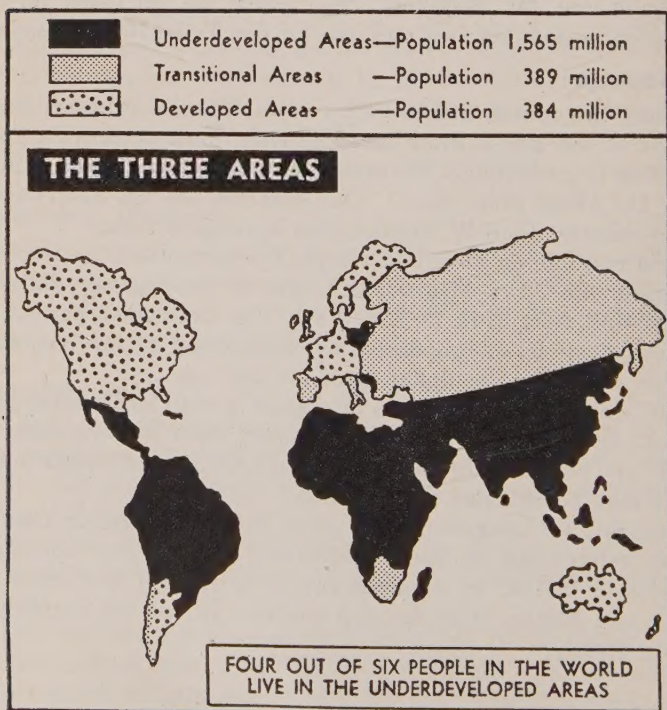 Underdeveloped Areas—Population 1,565 million
Transitional Areas —Population 389 million
Developed Areas —Population 384 million
THE THREE AREAS
FOUR OUT OF SIX PEOPLE IN THE WORLD
LIVE IN THE UNDERDEVELOPED AREAS